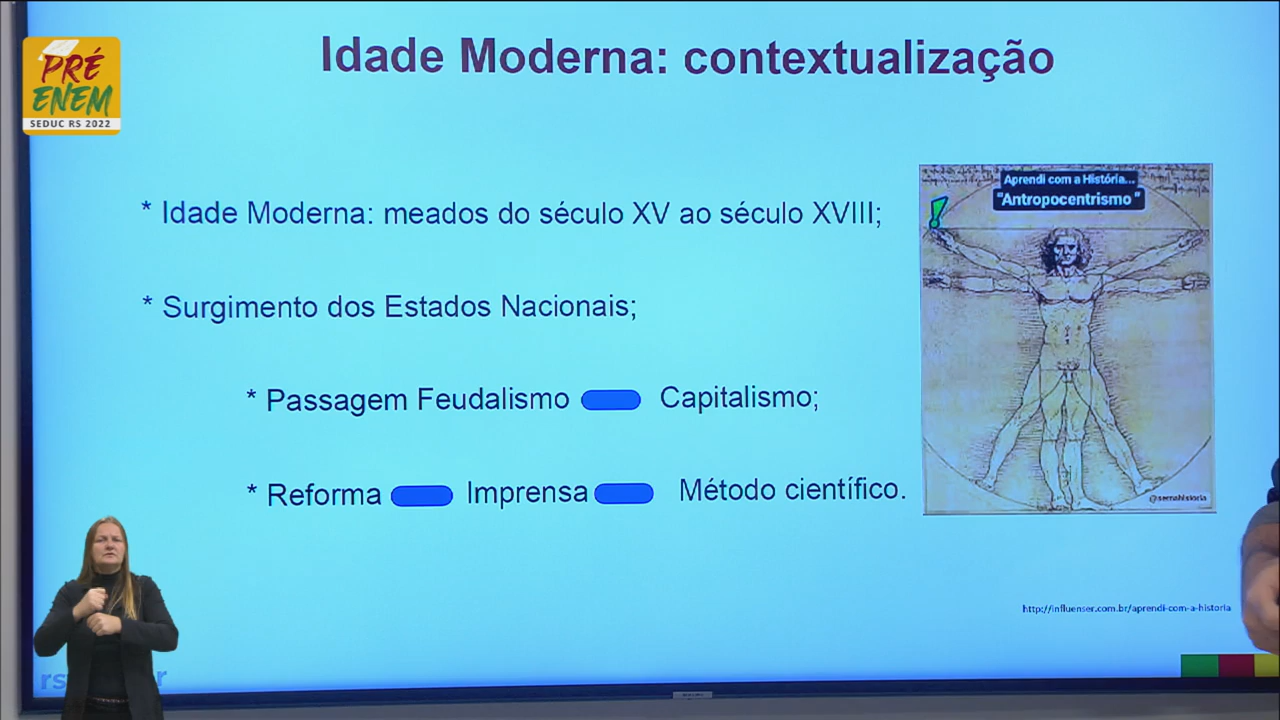 Idade Moderna: contextualização
PRÉ
ENEM
SEDUC RS 2022
* Idade Moderna: meados do século XV ao século XVIII;
* Surgimento dos Estados Nacionais;
* Passagem Feudalismo Capitalismo;
* Reforma Imprensa Método científico.
Aprendi com a História...
"Antropocentrismo"
@sernahistoria
http://influenser.com.br/aprendi-com-a-historia
rs
r